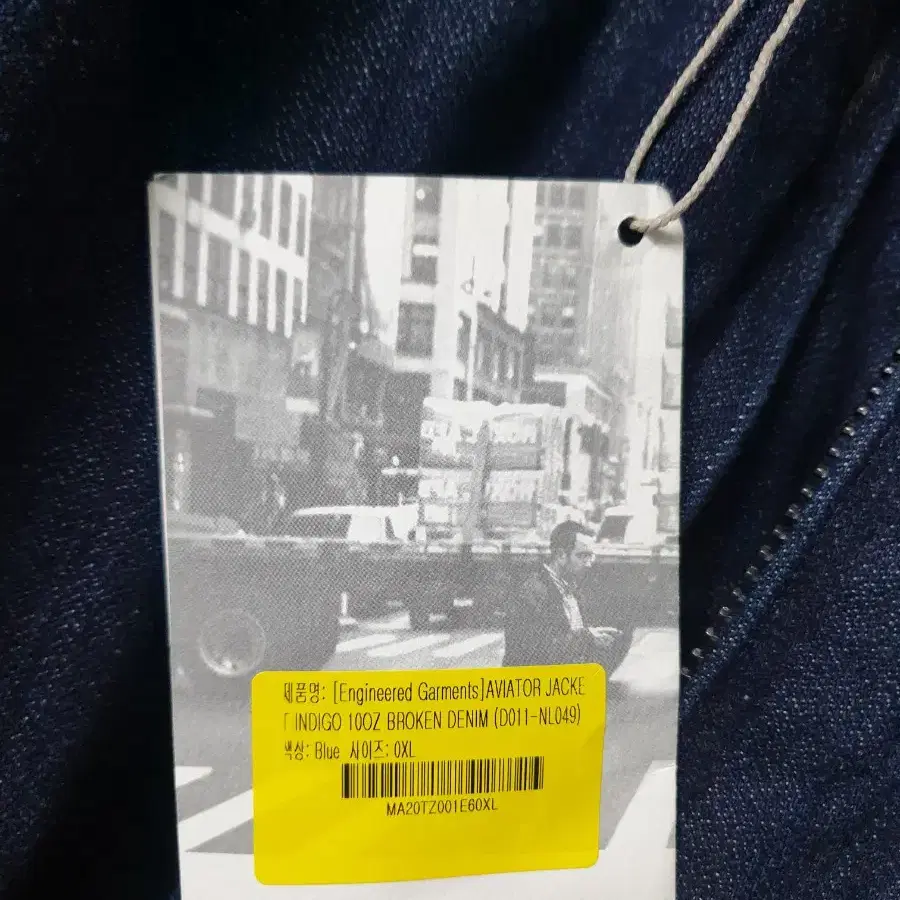 제품명: [Engineered Garments]AVIATOR JACKE
T INDIGO 10OZ BROKEN DENIM (D011-NL049)
색상: Blue 사이즈: 0XL
MA20TZ001E60XL